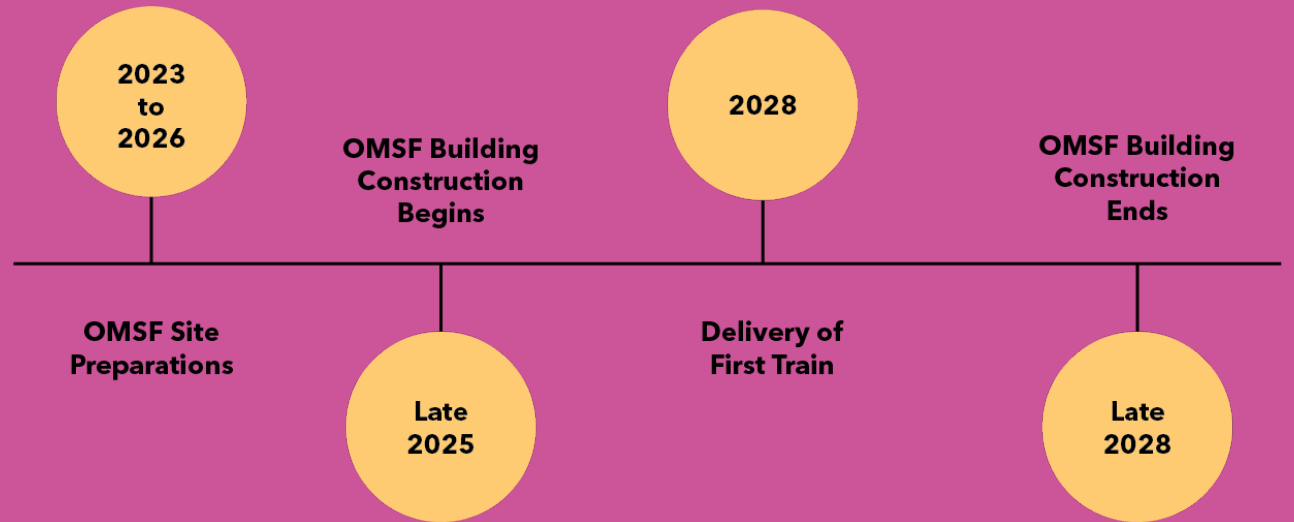 2023
to
2026
OMSF Site
Preparations
OMSF Building
Construction
Begins
Late
2025
2028
Delivery of
First Train
OMSF Building
Construction
Ends
Late
2028